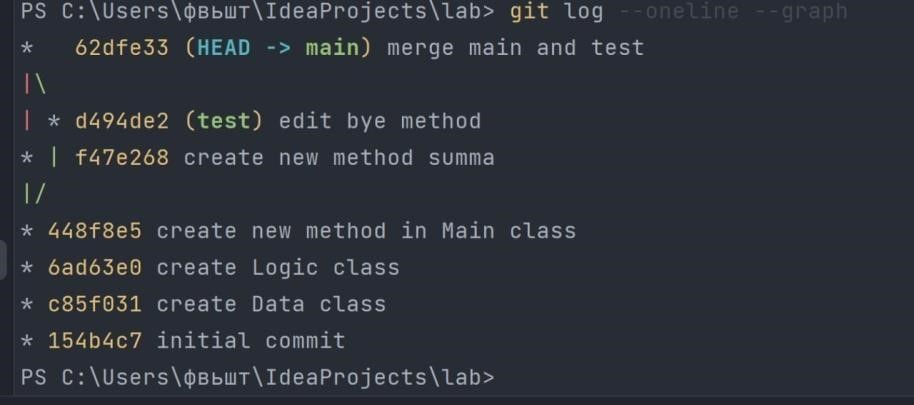 PS C:\Users\фвышт\IdeaProjects\lab> git log --oneline --graph
*   62dfe33 (HEAD -> main) merge main and test
|\
| * d494de2 (test) edit bye method
* | f47e268 create new method summa
|/
* 448f8e5 create new method in Main class
* 6ad63e0 create Logic class
* c85f031 create Data class
* 154b4c7 initial commit
PS C:\Users\фвышт\IdeaProjects\lab>